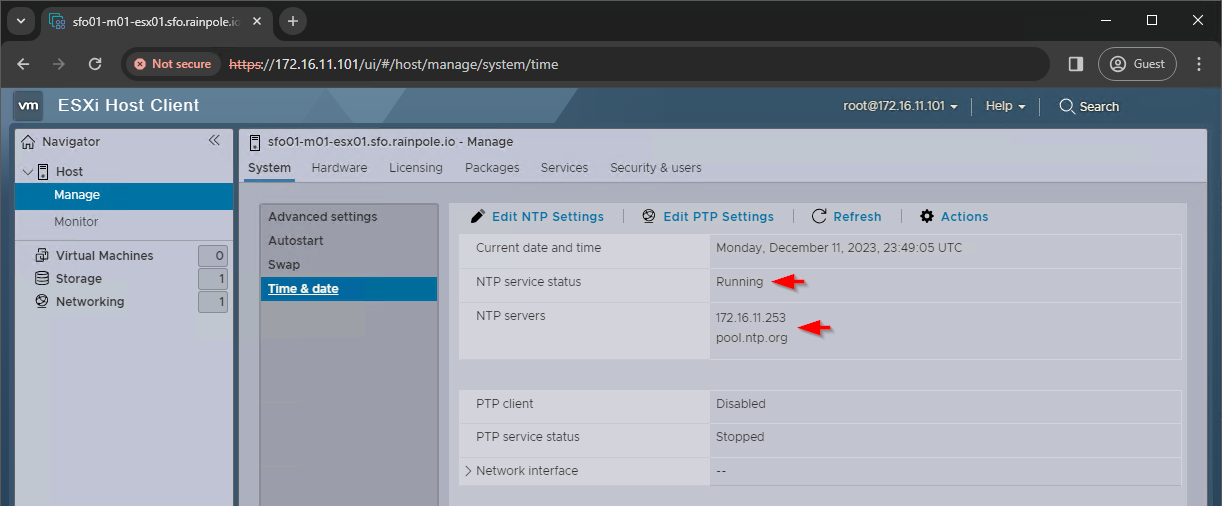 sfo01-m01-esx01.sfo.rainpole.io
Not secure
https://172.16.11.101/ui/#/host/manage/system/time
Guest
vm
ESXi Host Client
root@172.16.11.101
Help
Search
Navigator
Host
Manage
Monitor
Virtual Machines 0
Storage 1
Networking 1
sfo01-m01-esx01.sfo.rainpole.io - Manage
System Hardware Licensing Packages Services Security & users
Advanced settings
Autostart
Swap
Time & date
Edit NTP Settings Edit PTP Settings Refresh Actions
Current date and time Monday, December 11, 2023, 23:49:05 UTC
NTP service status Running
NTP servers 172.16.11.253
pool.ntp.org
PTP client Disabled
PTP service status Stopped
Network interface --